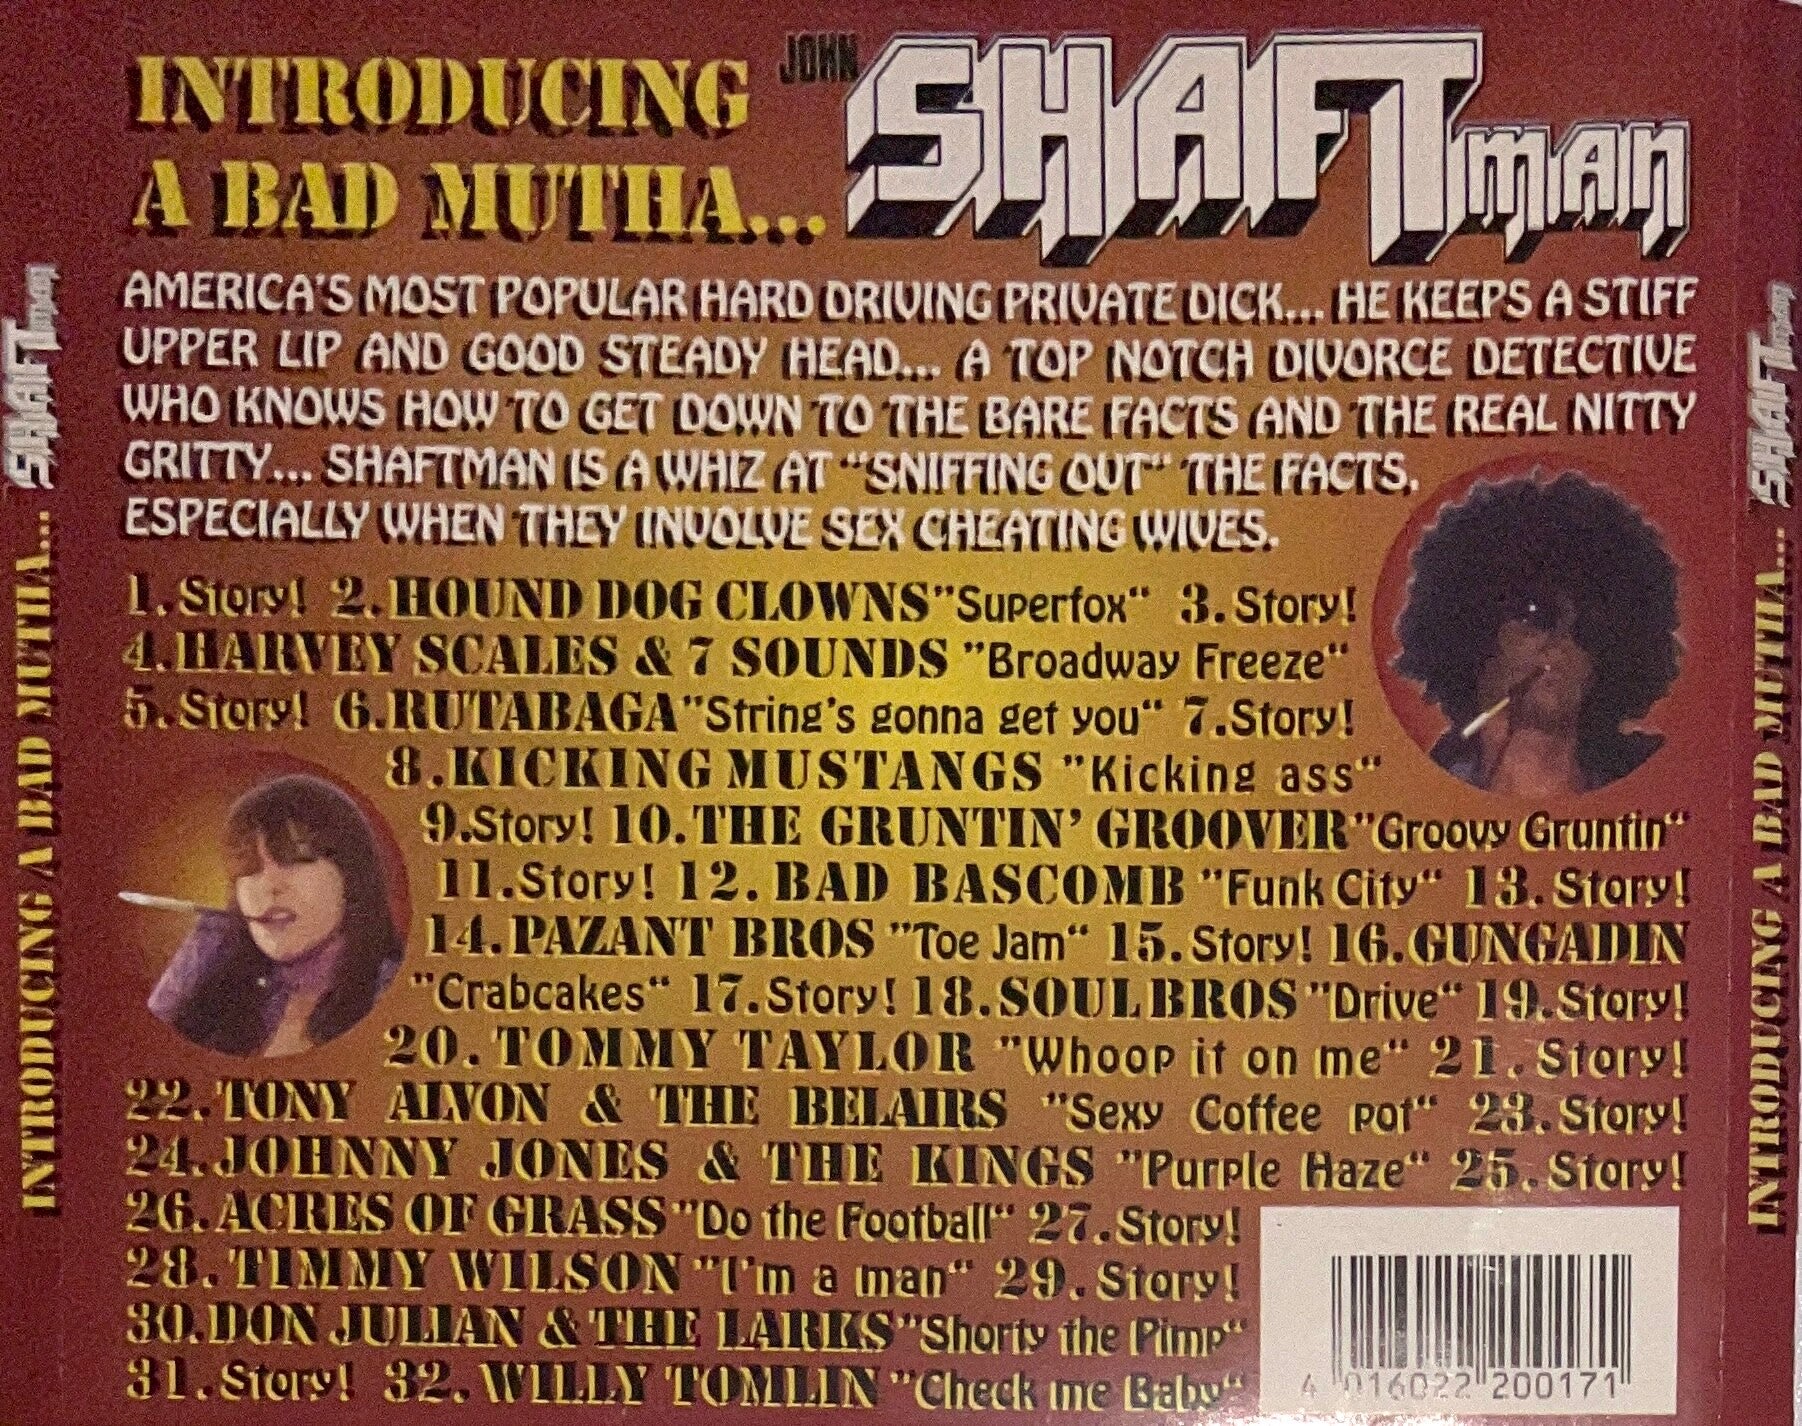 INTRODUCING
A BAD MUTHA...
JOHN
SHAFTman
AMERICA'S MOST POPULAR HARD DRIVING PRIVATE DICK... HE KEEPS A STIFF
UPPER LIP AND GOOD STEADY HEAD... A TOP NOTCH DIVORCE DETECTIVE
WHO KNOWS HOW TO GET DOWN TO THE BARE FACTS AND THE REAL NITTY
GRITTY... SHAFTMAN IS A WHIZ AT "SNIFFING OUT" THE FACTS.
ESPECIALLY WHEN THEY INVOLVE SEX CHEATING WIVES.
1. Story! 2. HOUND DOG CLOWNS "Superfox" 3. Story!
4. HARVEY SCALES & 7 SOUNDS "Broadway Freeze"
5. Story! 6. RUTABAGA "String's gonna get you" 7. Story!
8. KICKING MUSTANGS "Kicking ass"
9. Story! 10. THE GRUNTIN' GROOVER "Groovy Gruntin"
11. Story! 12. BAD BASCOMB "Funk City" 13. Story!
14. PAZANT BROS "Toe Jam" 15. Story! 16. GUNGADIN
"Crabcakes" 17. Story! 18. SOUL BROS "Drive" 19. Story!
20. TOMMY TAYLOR "Whoop it on me" 21. Story!
22. TONY ALVON & THE BELAIRS "Sexy Coffee pot" 23. Story!
24. JOHNNY JONES & THE KINGS "Purple Haze" 25. Story!
26. ACRES OF GRASS "Do the Football" 27. Story!
28. TIMMY WILSON "I'm a man" 29. Story!
30. DON JULIAN & THE LARKS "Shorty the Pimp"
31. Story! 32. WILLY TOMLIN "Check me Baby"
4 016022 200171
INTRODUCING A BAD MUTHA... SHAFTman
INTRODUCING A BAD MUTHA... SHAFTman